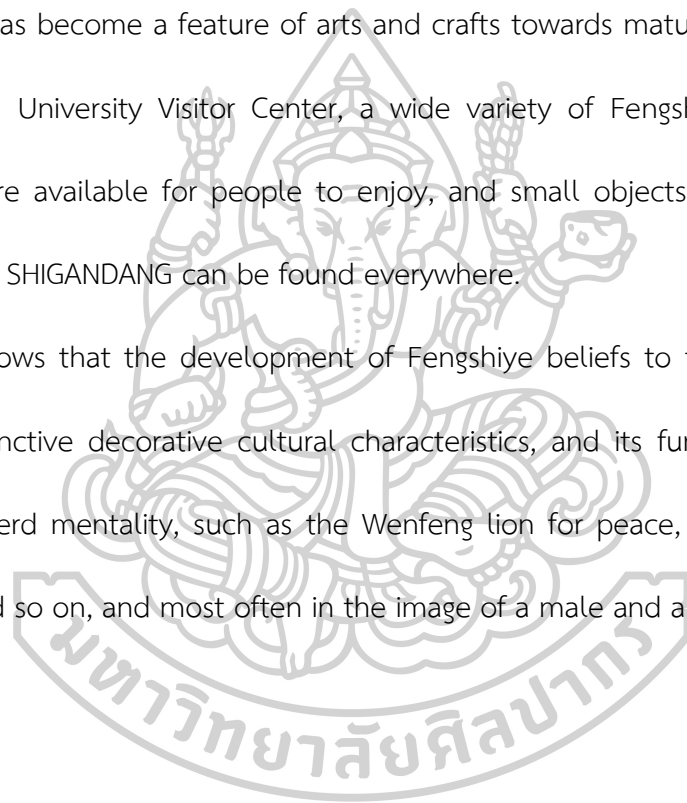 as become a feature of arts and crafts towards matu
University Visitor Center, a wide variety of Fengsh
re available for people to enjoy, and small objects
SHIGANDANG can be found everywhere.
ows that the development of Fengshiye beliefs to
nctive decorative cultural characteristics, and its fu
erd mentality, such as the Wenfeng lion for peace,
d so on, and most often in the image of a male and a
มหาวิทยาลัยศิลปากร